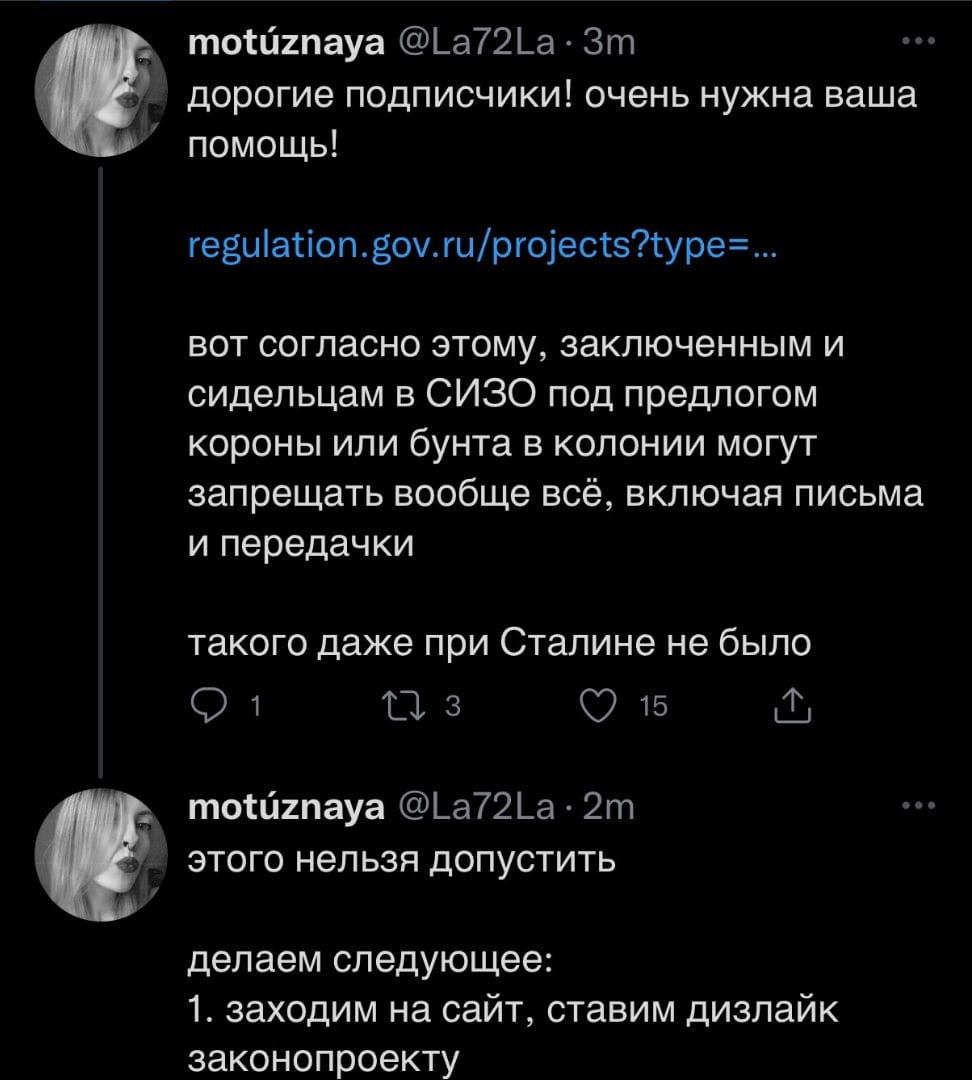 motúznaya @La72La · 3m
дорогие подписчики! очень нужна ваша
помощь!
regulation.gov.ru/projects?type=...
вот согласно этому, заключенным и
сидельцам в СИЗО под предлогом
короны или бунта в колонии могут
запрещать вообще всё, включая письма
и передачки
такого даже при Сталине не было
1 3 15
motúznaya @La72La · 2m
этого нельзя допустить
делаем следующее:
1. заходим на сайт, ставим дизлайк
законопроекту